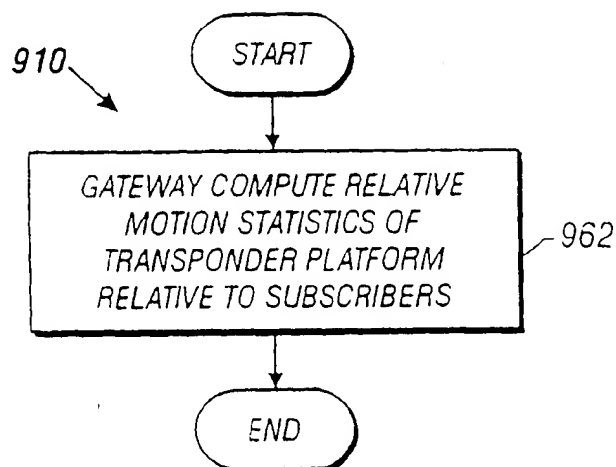 910
START
GATEWAY COMPUTE RELATIVE
MOTION STATISTICS OF
TRANSPONDER PLATFORM
RELATIVE TO SUBSCRIBERS
962
END